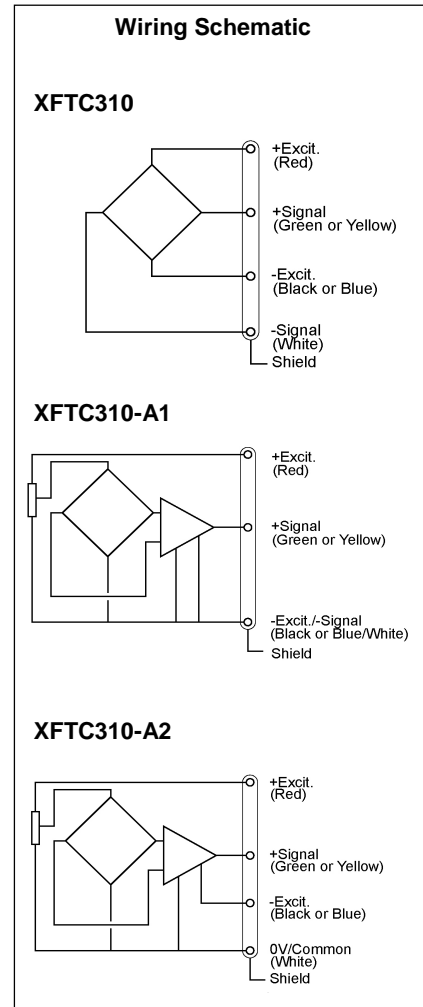 Wiring Schematic
XFTC310
+Excit.
(Red)
+Signal
(Green or Yellow)
-Excit.
(Black or Blue)
-Signal
(White)
Shield
XFTC310-A1
+Excit.
(Red)
+Signal
(Green or Yellow)
-Excit./-Signal
(Black or Blue/White)
Shield
XFTC310-A2
+Excit.
(Red)
+Signal
(Green or Yellow)
-Excit.
(Black or Blue)
0V/Common
(White)
Shield